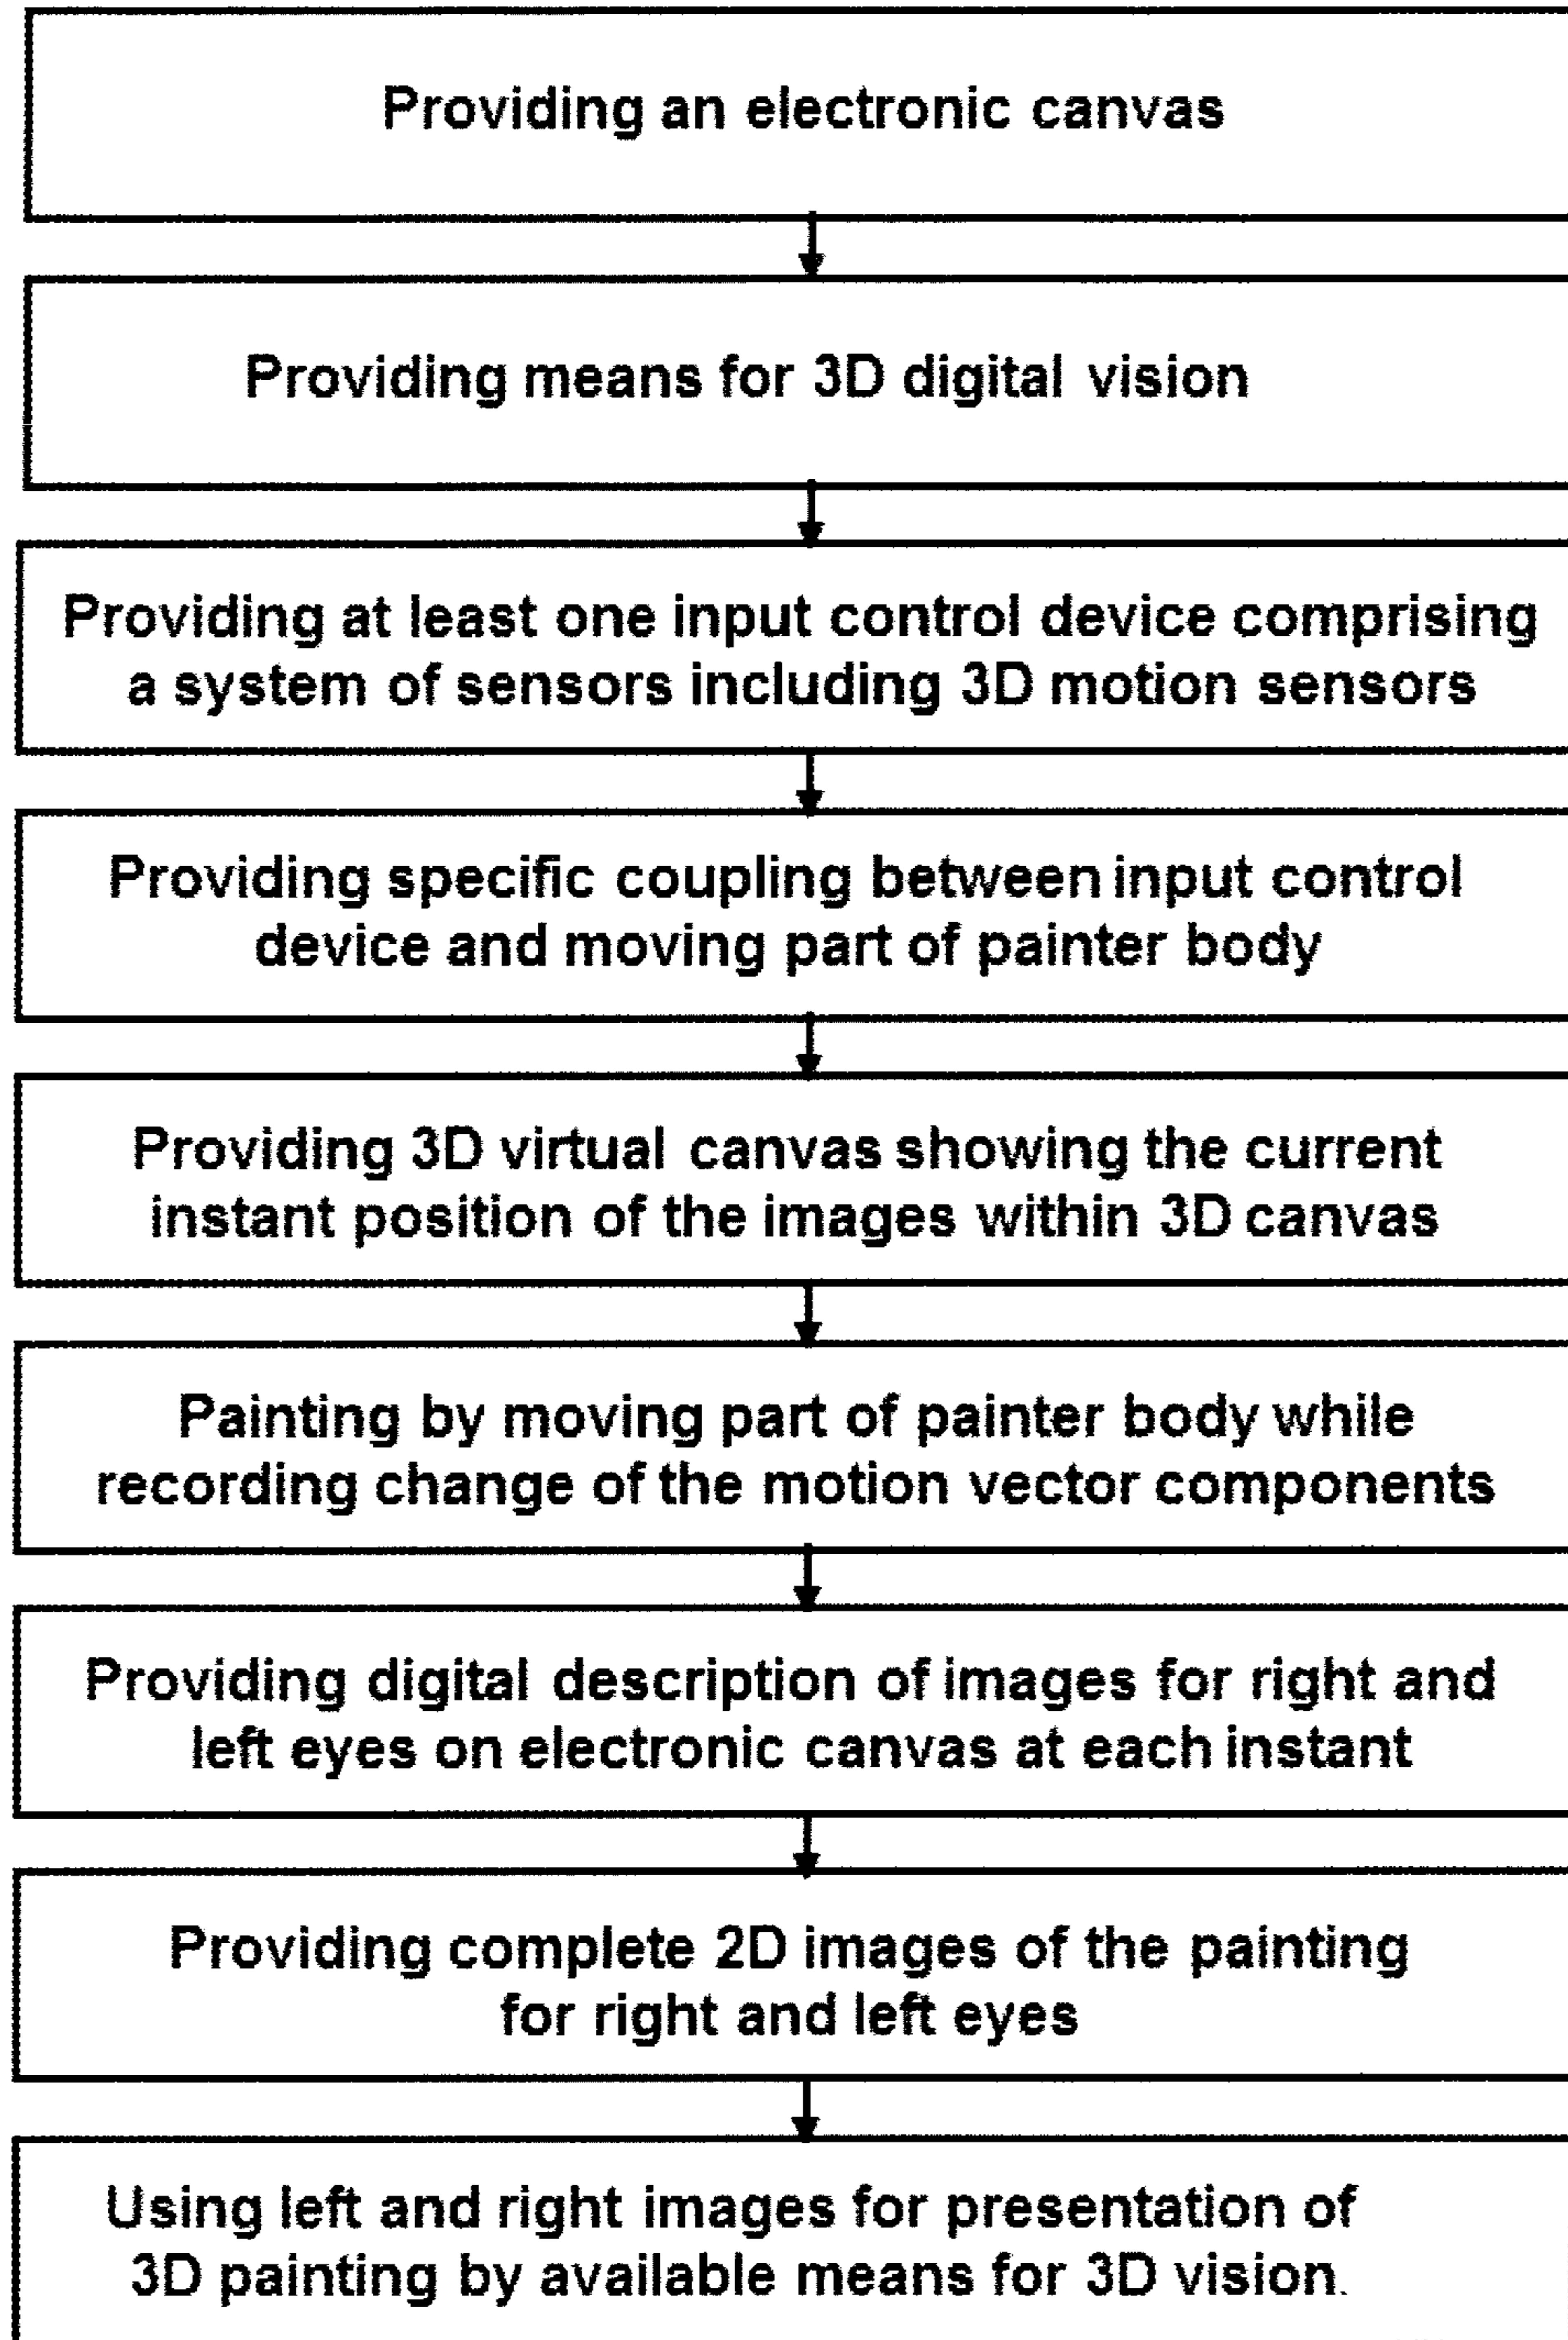 Providing an electronic canvas
Providing means for 3D digital vision
Providing at least one input control device comprising
a system of sensors including 3D motion sensors
Providing specific coupling between input control
device and moving part of painter body
Providing 3D virtual canvas showing the current
instant position of the images within 3D canvas
Painting by moving part of painter body while
recording change of the motion vector components
Providing digital description of images for right and
left eyes on electronic canvas at each instant
Providing complete 2D images of the painting
for right and left eyes
Using left and right images for presentation of
3D painting by available means for 3D vision.